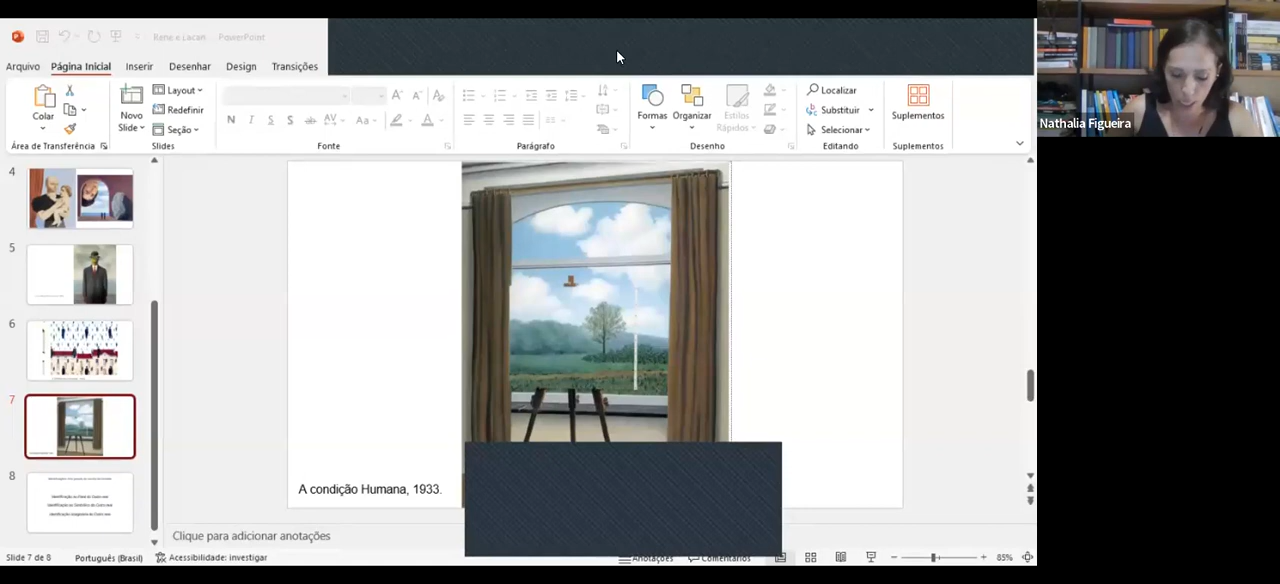 Rene e Lacan - PowerPoint
Arquivo Página Inicial Inserir Desenhar Design Transições
Colar
Novo Slide
Layout
Redefinir
Seção
N I S S ab AV Aa A
Formas Organizar Estilos Rápidos
Localizar
Substituir
Selecionar
Suplementos
Área de Transferência Slides Fonte Parágrafo Desenho Editando Suplementos
Nathalia Figueira
4
5
6
7
8
A condição Humana, 1933.
Clique para adicionar anotações
Slide 7 de 8 Português (Brasil) Acessibilidade: investigar Anotações Comentários 85%